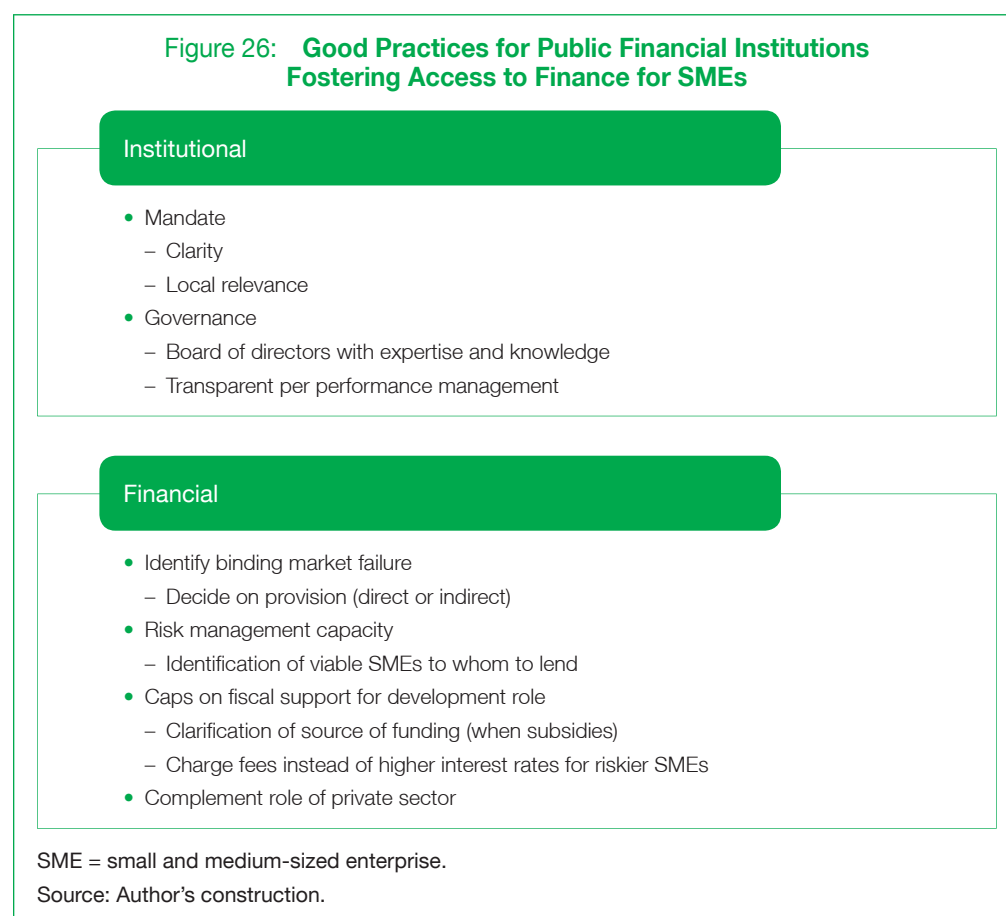 Figure 26: Good Practices for Public Financial Institutions
Fostering Access to Finance for SMEs
Institutional
• Mandate
– Clarity
– Local relevance
• Governance
– Board of directors with expertise and knowledge
– Transparent per performance management
Financial
• Identify binding market failure
– Decide on provision (direct or indirect)
• Risk management capacity
– Identification of viable SMEs to whom to lend
• Caps on fiscal support for development role
– Clarification of source of funding (when subsidies)
– Charge fees instead of higher interest rates for riskier SMEs
• Complement role of private sector
SME = small and medium-sized enterprise.
Source: Author’s construction.